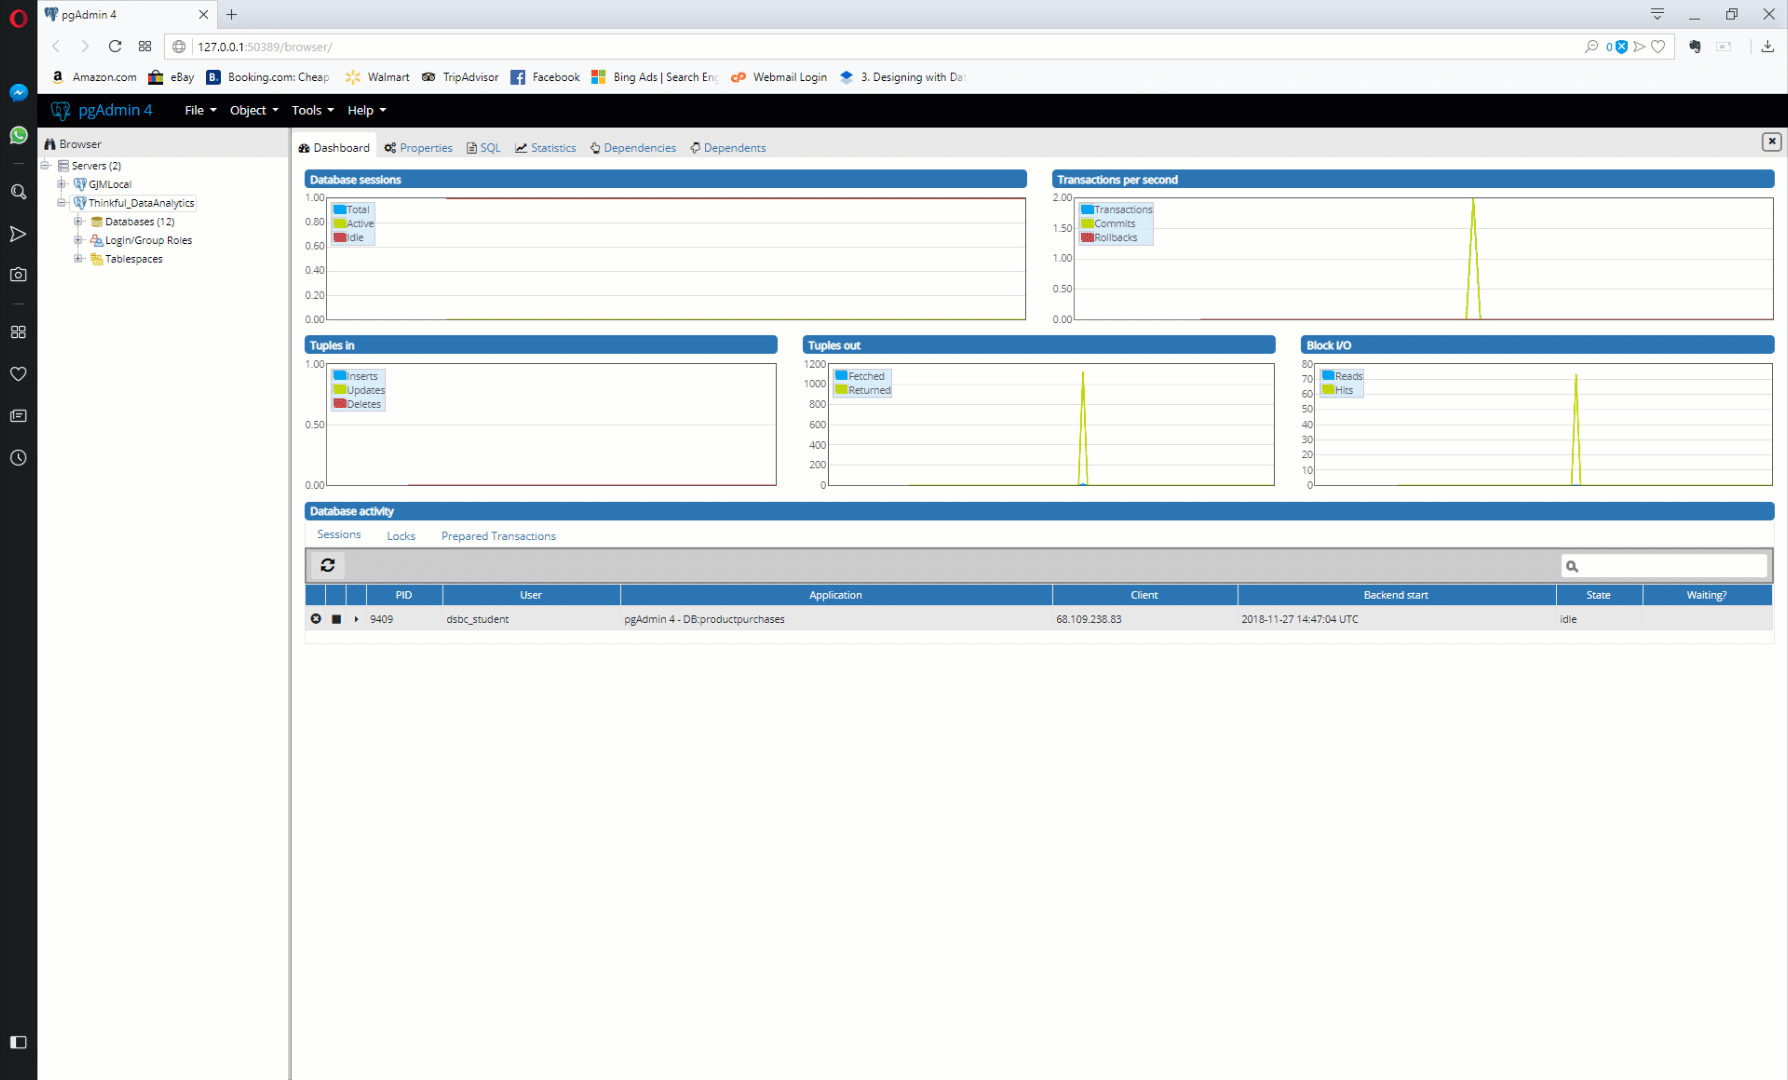 pgAdmin 4
127.0.0.1:50389/browser/
0
Amazon.com eBay Booking.com: Cheap Walmart TripAdvisor Facebook Bing Ads | Search Eng Webmail Login 3. Designing with Dat
pgAdmin 4 File Object Tools Help
Browser
Servers (2)
GJMLocal
Thinkful_DataAnalytics
Databases (12)
Login/Group Roles
Tablespaces
Dashboard Properties SQL Statistics Dependencies Dependents
Database sessions
1.00
0.80
0.60
0.40
0.20
0.00
Total
Active
Idle
Transactions per second
2.00
1.50
1.00
0.50
0.00
Transactions
Commits
Rollbacks
Tuples in
1.00
0.50
0.00
Inserts
Updates
Deletes
Tuples out
1200
1000
800
600
400
200
0
Fetched
Returned
Block I/O
80
70
60
50
40
30
20
10
0
Reads
Hits
Database activity
Sessions Locks Prepared Transactions
PID User Application Client Backend start State Waiting?
9409 dsbc_student pgAdmin 4 - DB:productpurchases 68.109.238.83 2018-11-27 14:47:04 UTC idle